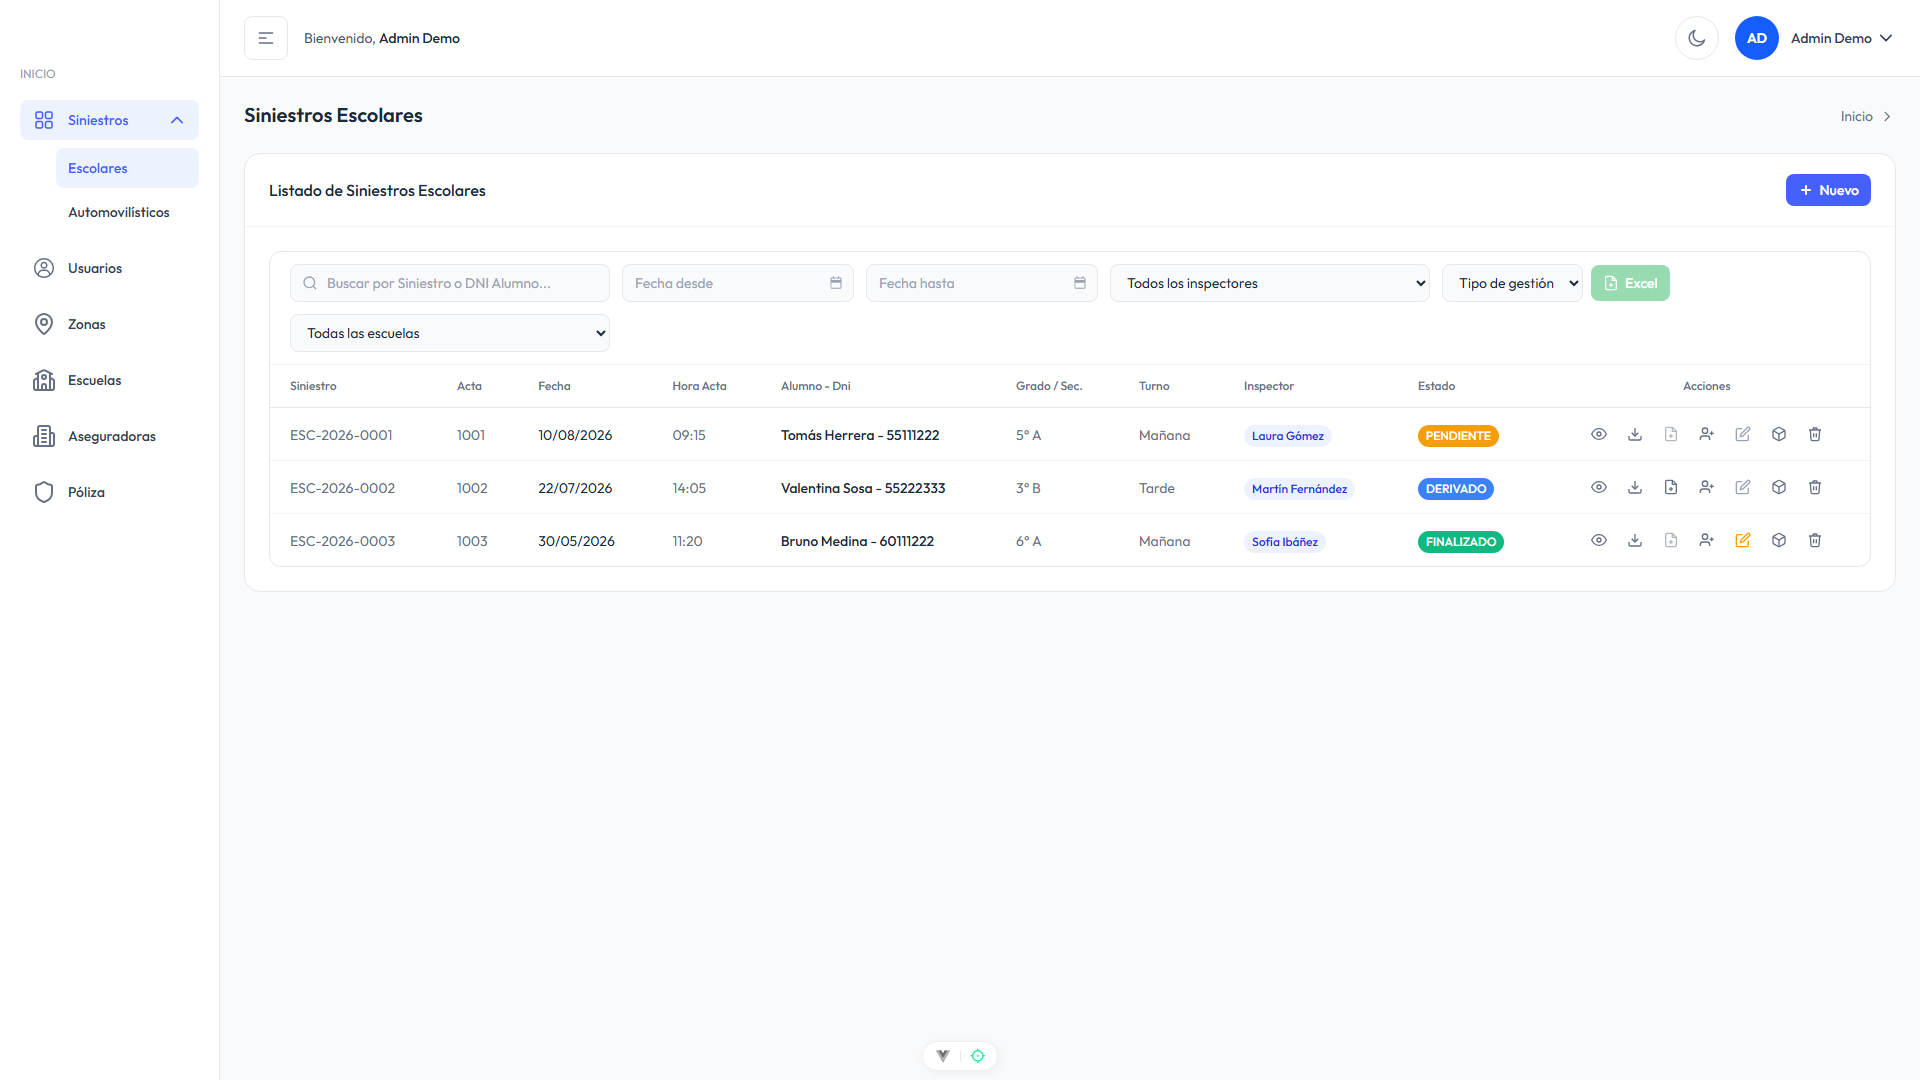 Bienvenido, Admin Demo
AD
Admin Demo
INICIO
Siniestros
Escolares
Automovilísticos
Usuarios
Zonas
Escuelas
Aseguradoras
Póliza
Siniestros Escolares
Inicio
Listado de Siniestros Escolares
+ Nuevo
Buscar por Siniestro o DNI Alumno...
Fecha desde
Fecha hasta
Todos los inspectores
Tipo de gestión
Excel
Todas las escuelas
Siniestro Acta Fecha Hora Acta Alumno - Dni Grado / Sec. Turno Inspector Estado Acciones
ESC-2026-0001 1001 10/08/2026 09:15 Tomás Herrera - 55111222 5° A Mañana Laura Gómez PENDIENTE
ESC-2026-0002 1002 22/07/2026 14:05 Valentina Sosa - 55222333 3° B Tarde Martín Fernández DERIVADO
ESC-2026-0003 1003 30/05/2026 11:20 Bruno Medina - 60111222 6° A Mañana Sofía Ibáñez FINALIZADO